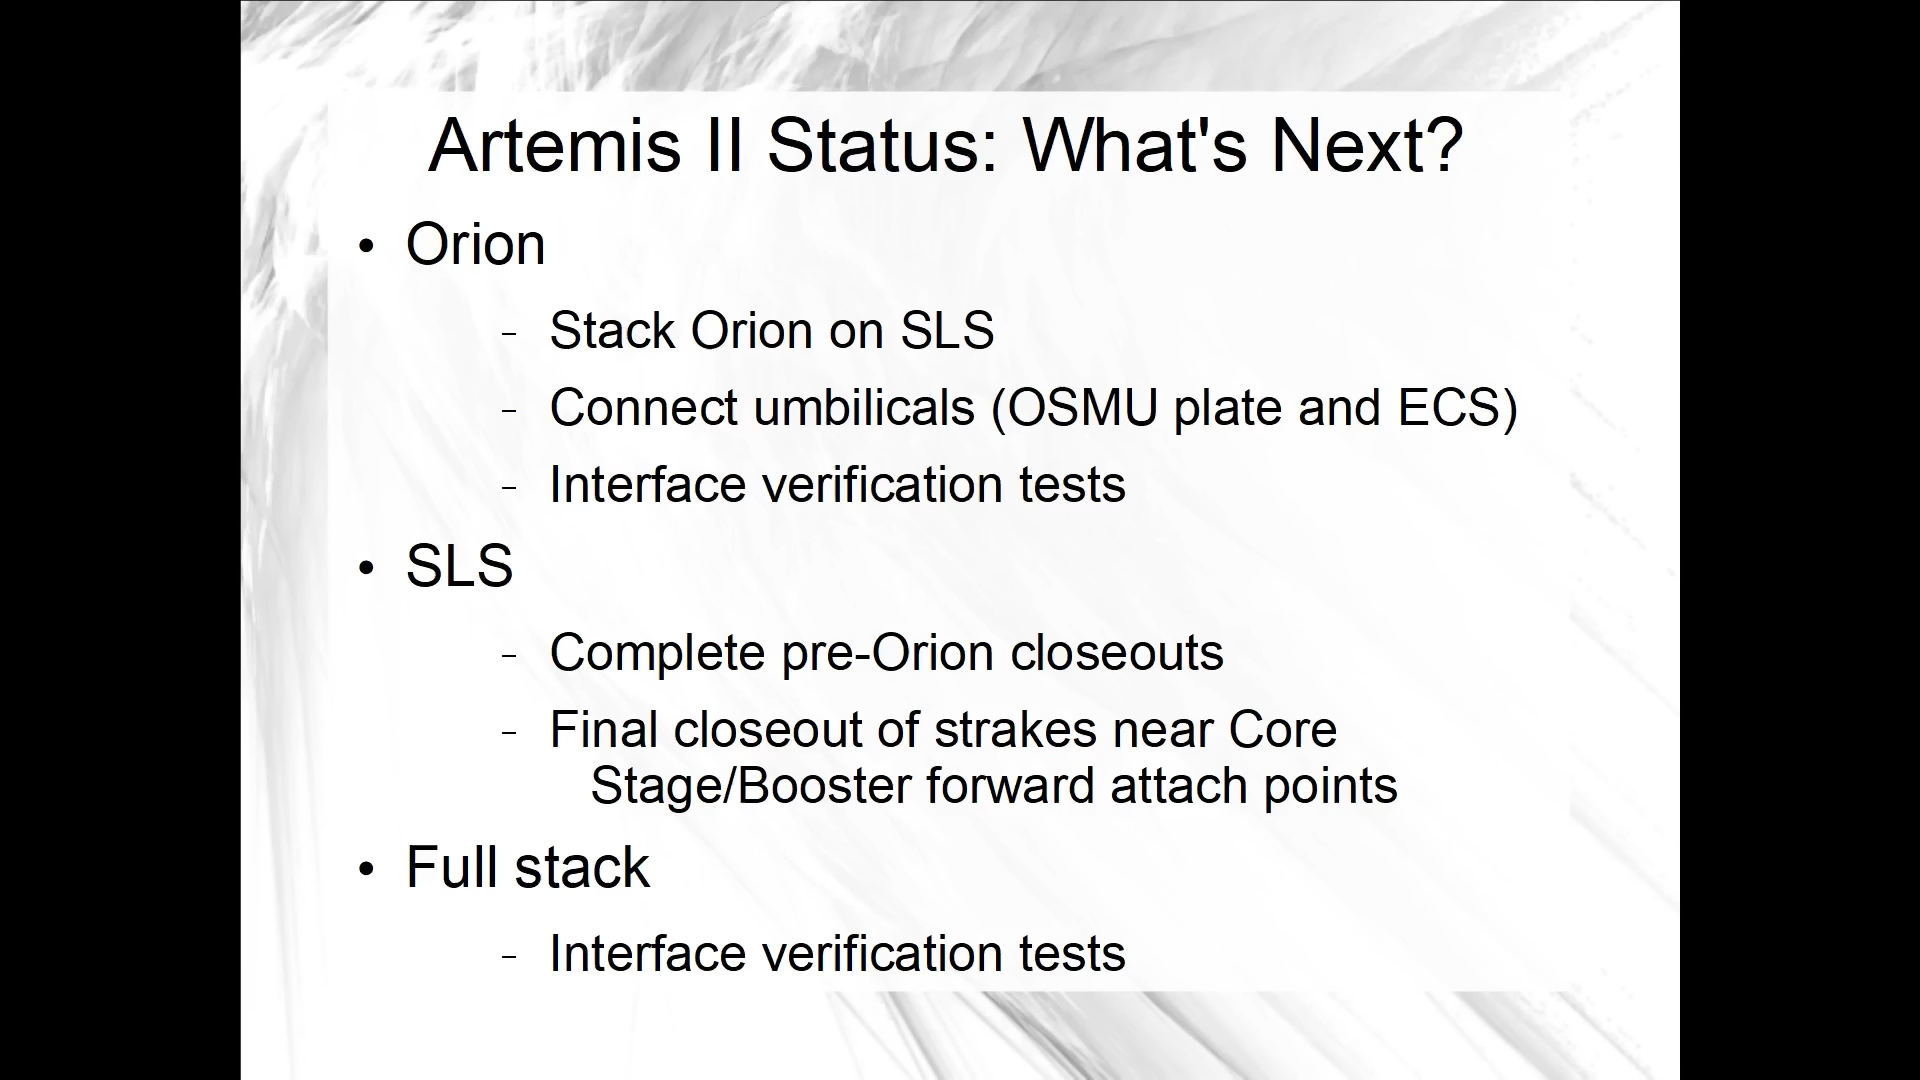 Artemis II Status: What's Next?
• Orion
– Stack Orion on SLS
– Connect umbilicals (OSMU plate and ECS)
– Interface verification tests
• SLS
– Complete pre-Orion closeouts
– Final closeout of strakes near Core
Stage/Booster forward attach points
• Full stack
– Interface verification tests